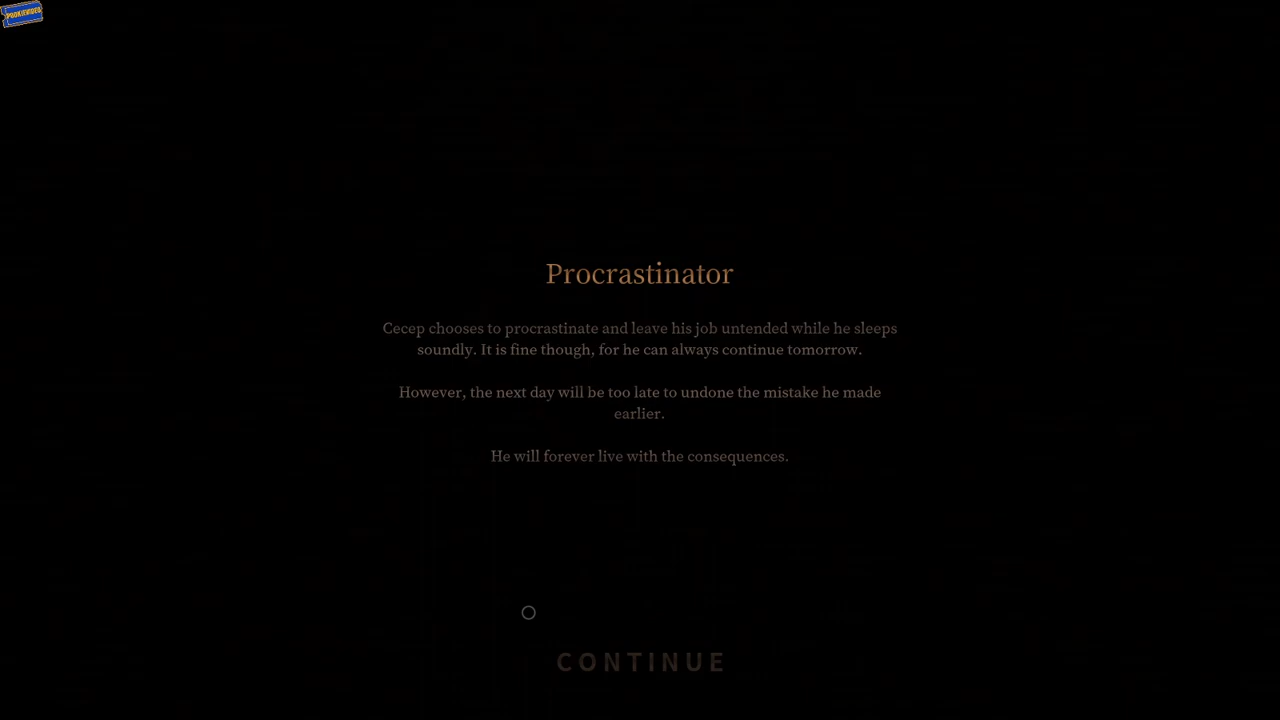 POOKIEVIDEO
Procrastinator
Cecep chooses to procrastinate and leave his job untended while he sleeps
soundly. It is fine though, for he can always continue tomorrow.
However, the next day will be too late to undone the mistake he made
earlier.
He will forever live with the consequences.
CONTINUE